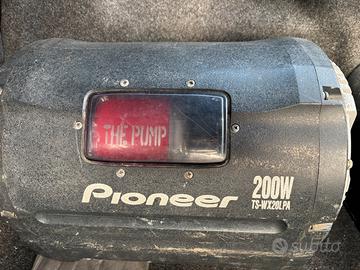 THE PUMP
Pioneer
200W
TS-WX20LPA
subito